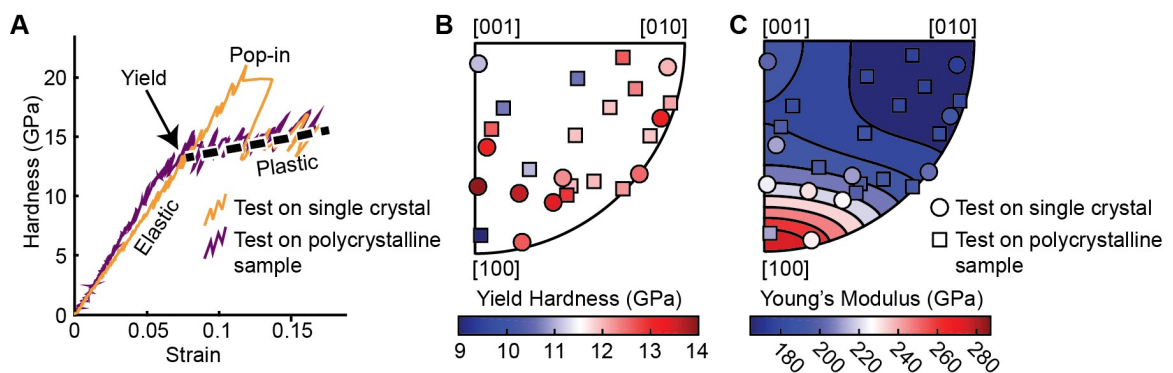 A
Hardness (GPa)
20
15
10
5
0
Yield
Pop-in
Elastic
Plastic
Test on single crystal
Test on polycrystalline
sample
0
0.05
0.1
0.15
Strain
B
[001]
[010]
[100]
Yield Hardness (GPa)
9
10
11
12
13
14
C
[001]
[010]
[100]
Test on single crystal
Test on polycrystalline
sample
Young's Modulus (GPa)
180
200
220
240
260
280